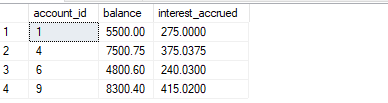 account_id balance interest_accrued
1 1 5500.00 275.0000
2 4 7500.75 375.0375
3 6 4800.60 240.0300
4 9 8300.40 415.0200